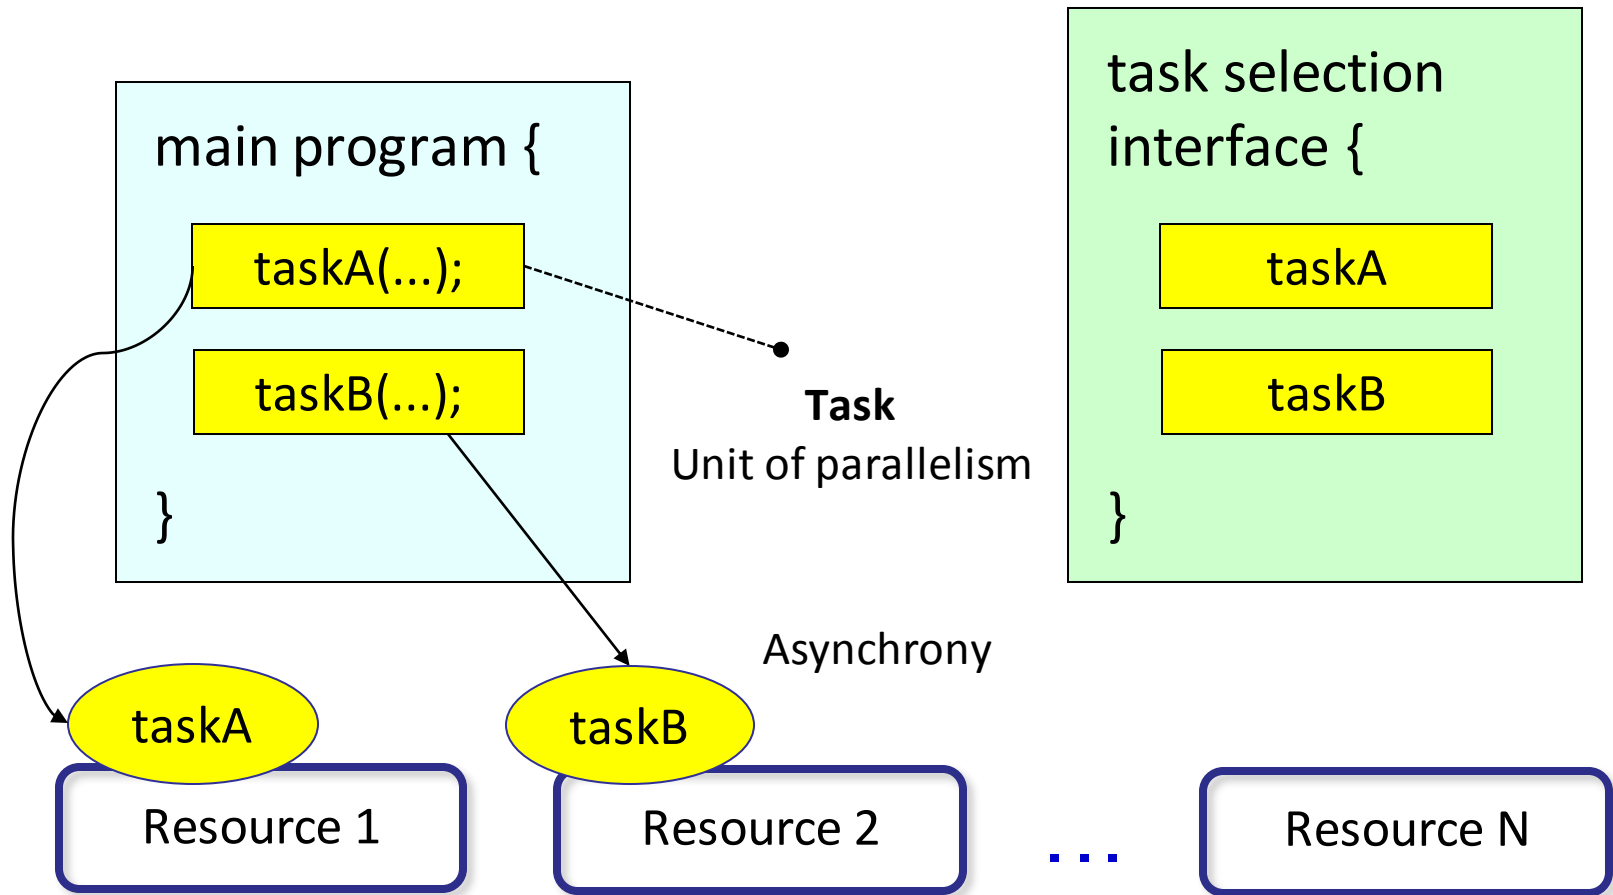 main program {
taskA(...);
taskB(...);
}
Task
Unit of parallelism
task selection
interface {
taskA
taskB
}
Asynchrony
taskA
taskB
Resource 1
Resource 2
...
Resource N